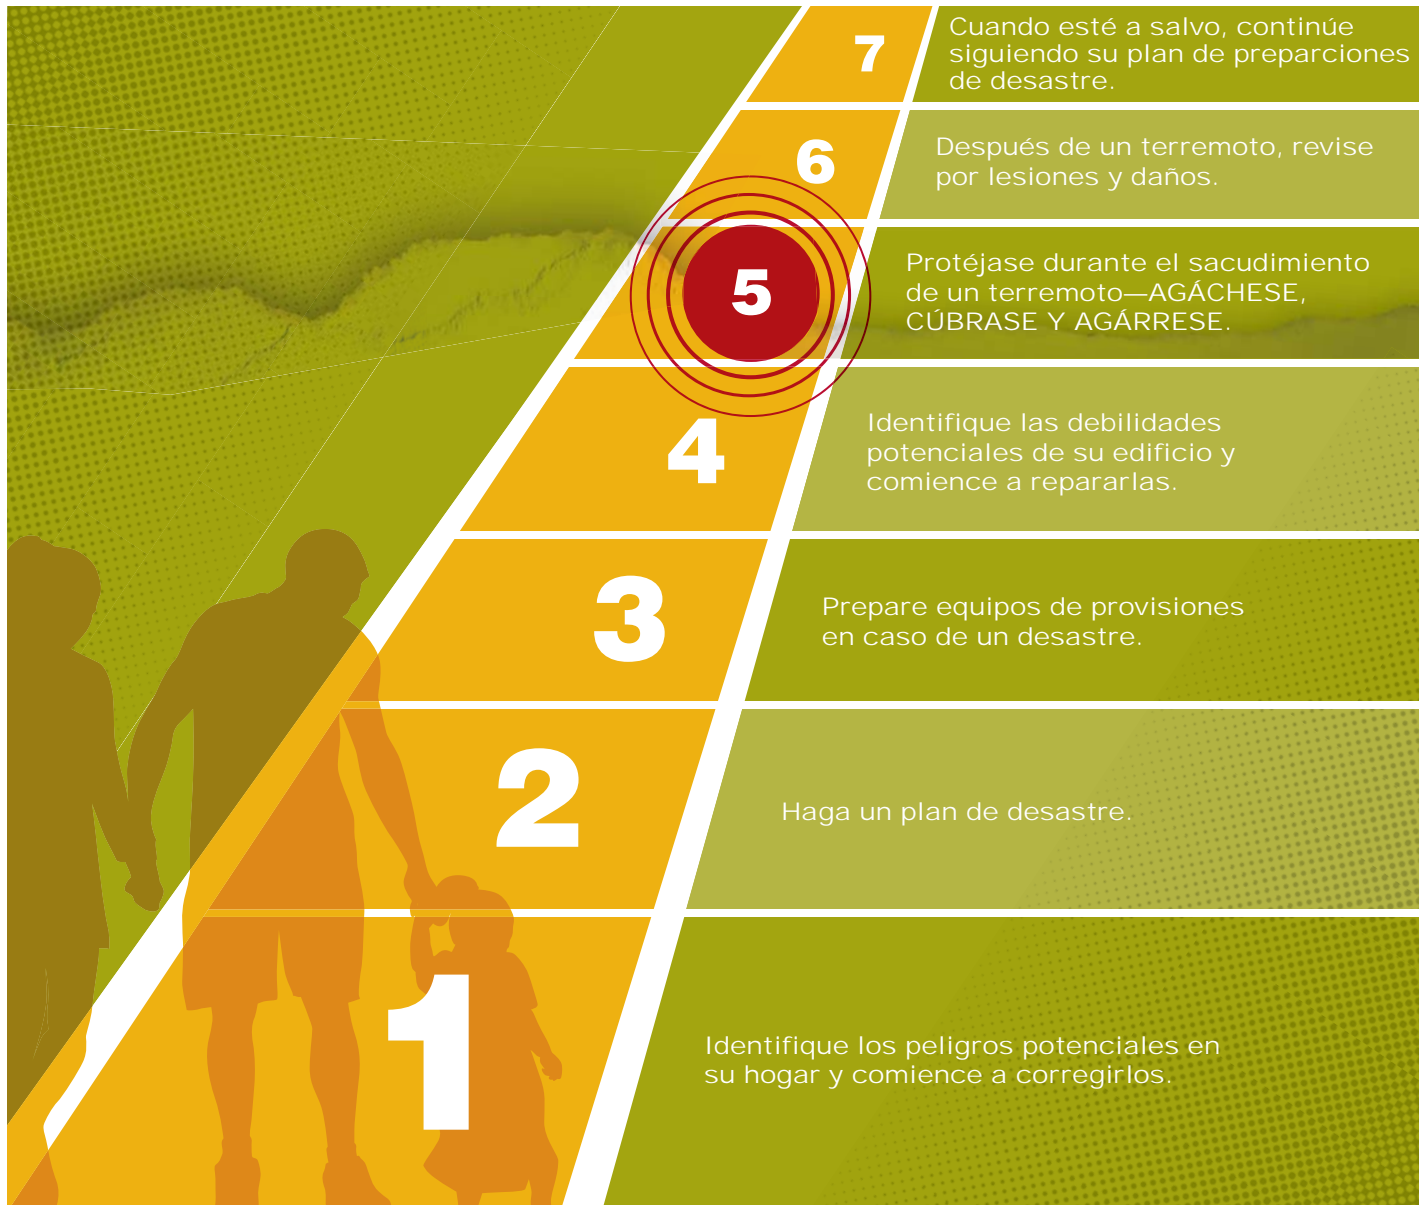 7
Cuando esté a salvo, continúe
siguiendo su plan de preparciones
de desastre.
6
Después de un terremoto, revise
por lesiones y daños.
5
Protéjase durante el sacudimiento
de un terremoto—AGÁCHESE,
CÚBRASE Y AGÁRRESE.
4
Identifique las debilidades
potenciales de su edificio y
comience a repararlas.
3
Prepare equipos de provisiones
en caso de un desastre.
2
Haga un plan de desastre.
1
Identifique los peligros potenciales en
su hogar y comience a corregirlos.